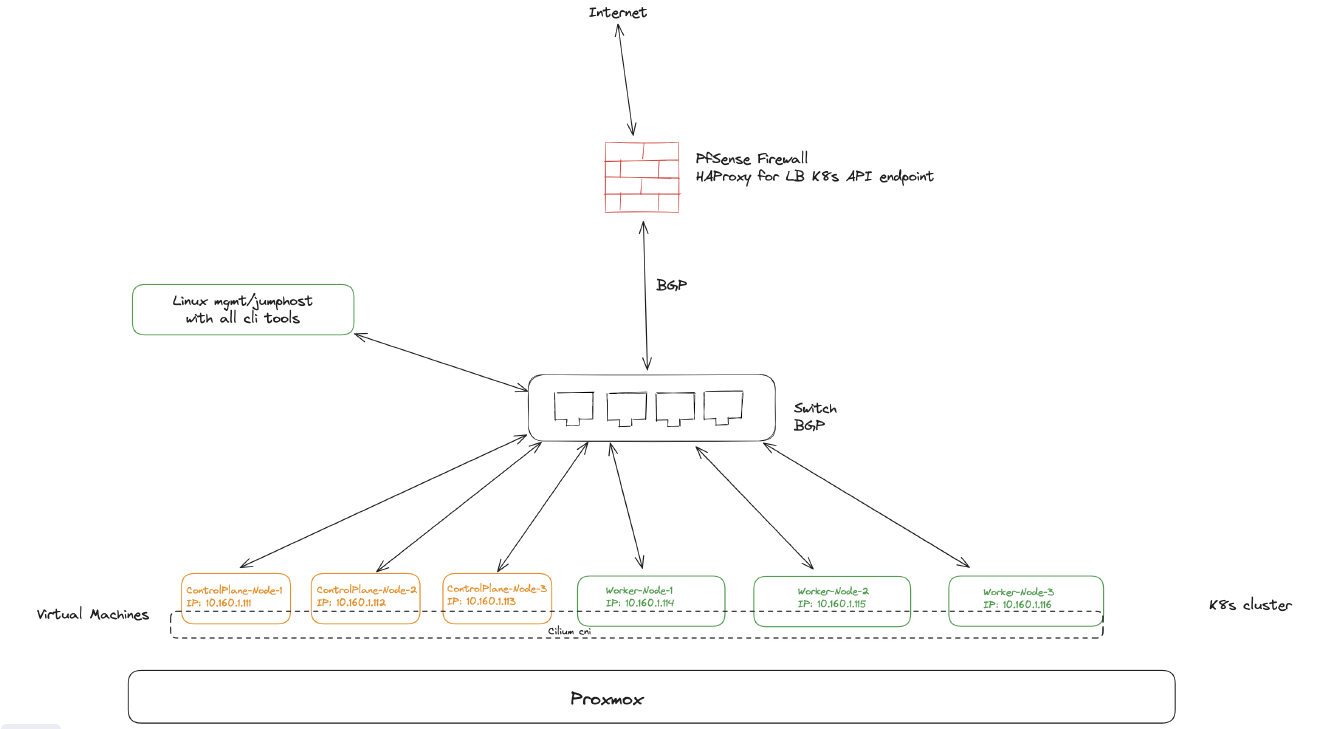 Internet
PfSense Firewall
HAProxy for LB K8s API endpoint
BGP
Linux mgmt/jumphost
with all cli tools
Switch
BGP
ControlPlane-Node-1
IP: 10.160.1.111
ControlPlane-Node-2
IP: 10.160.1.112
ControlPlane-Node-3
IP: 10.160.1.113
Worker-Node-1
IP: 10.160.1.114
Worker-Node-2
IP: 10.160.1.115
Worker-Node-3
IP: 10.160.1.116
Virtual Machines
K8s cluster
Cilium cni
Proxmox